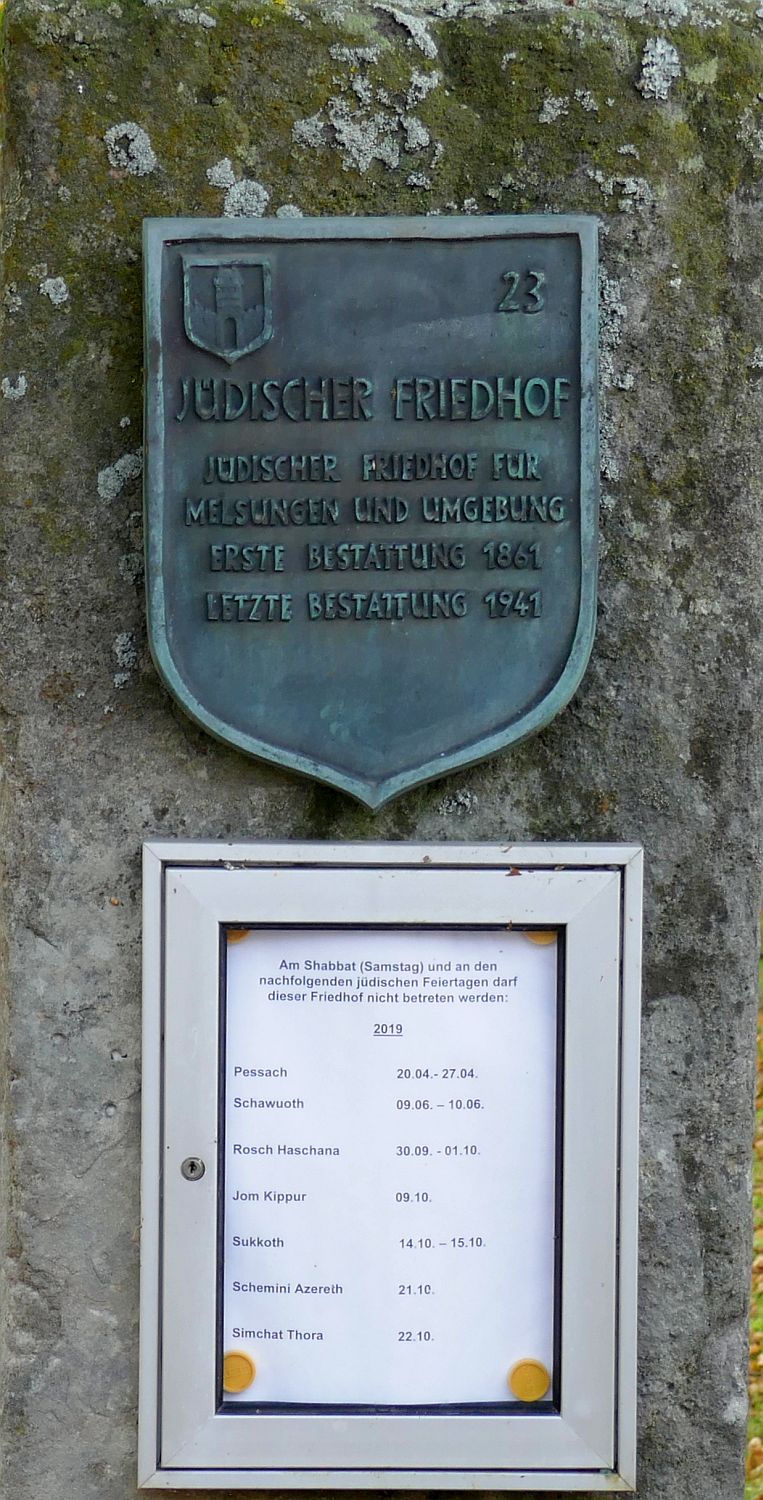 23
JÜDISCHER FRIEDHOF
JÜDISCHER FRIEDHOF FÜR
MELSUNGEN UND UMGEBUNG
ERSTE BESTATTUNG 1861
LETZTE BESTATTUNG 1941
Am Shabbat (Samstag) und an den
nachfolgenden jüdischen Feiertagen darf
dieser Friedhof nicht betreten werden:
2019
Pessach 20.04.- 27.04.
Schawuoth 09.06. – 10.06.
Rosch Haschana 30.09. - 01.10.
Jom Kippur 09.10.
Sukkoth 14.10. – 15.10.
Schemini Azereth 21.10.
Simchat Thora 22.10.